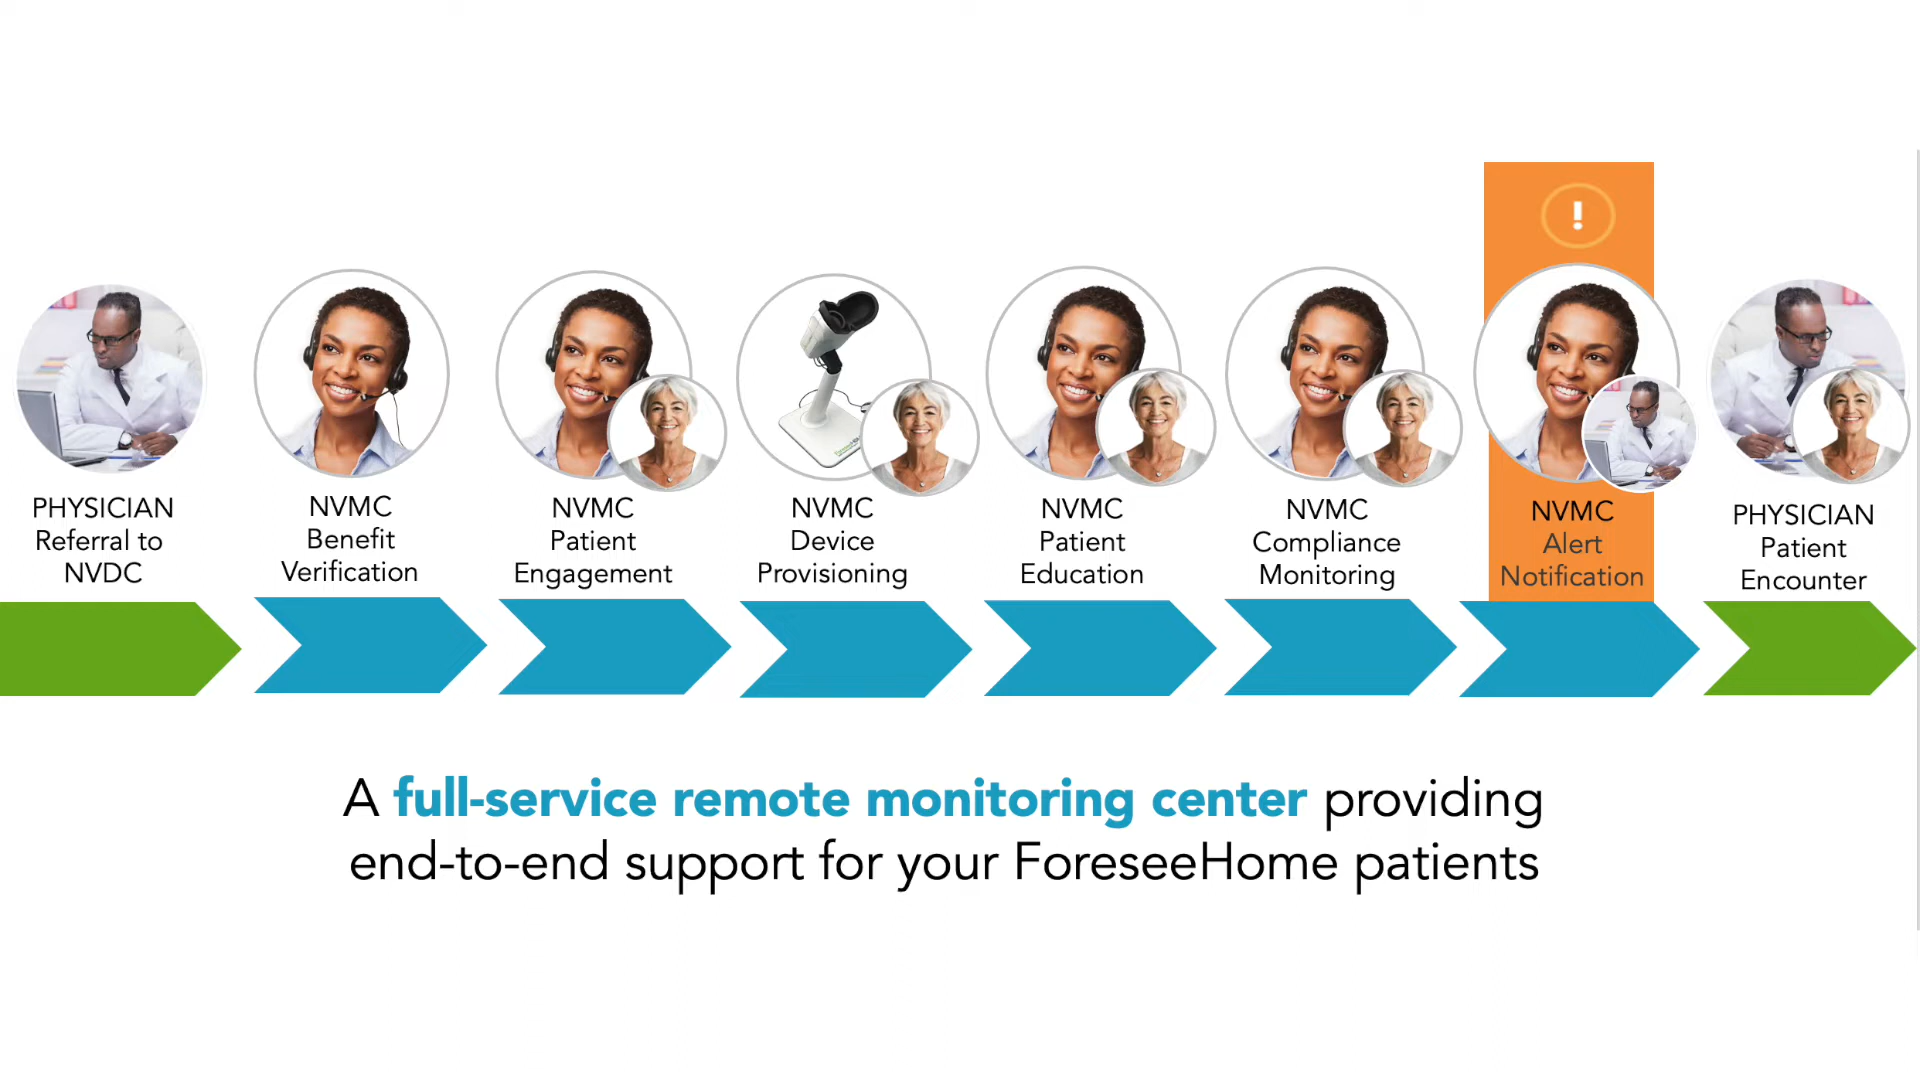 !
PHYSICIAN
Referral to
NVDC
NVMC
Benefit
Verification
NVMC
Patient
Engagement
NVMC
Device
Provisioning
NVMC
Patient
Education
NVMC
Compliance
Monitoring
NVMC
Alert
Notification
PHYSICIAN
Patient
Encounter
A full-service remote monitoring center providing
end-to-end support for your ForeseeHome patients